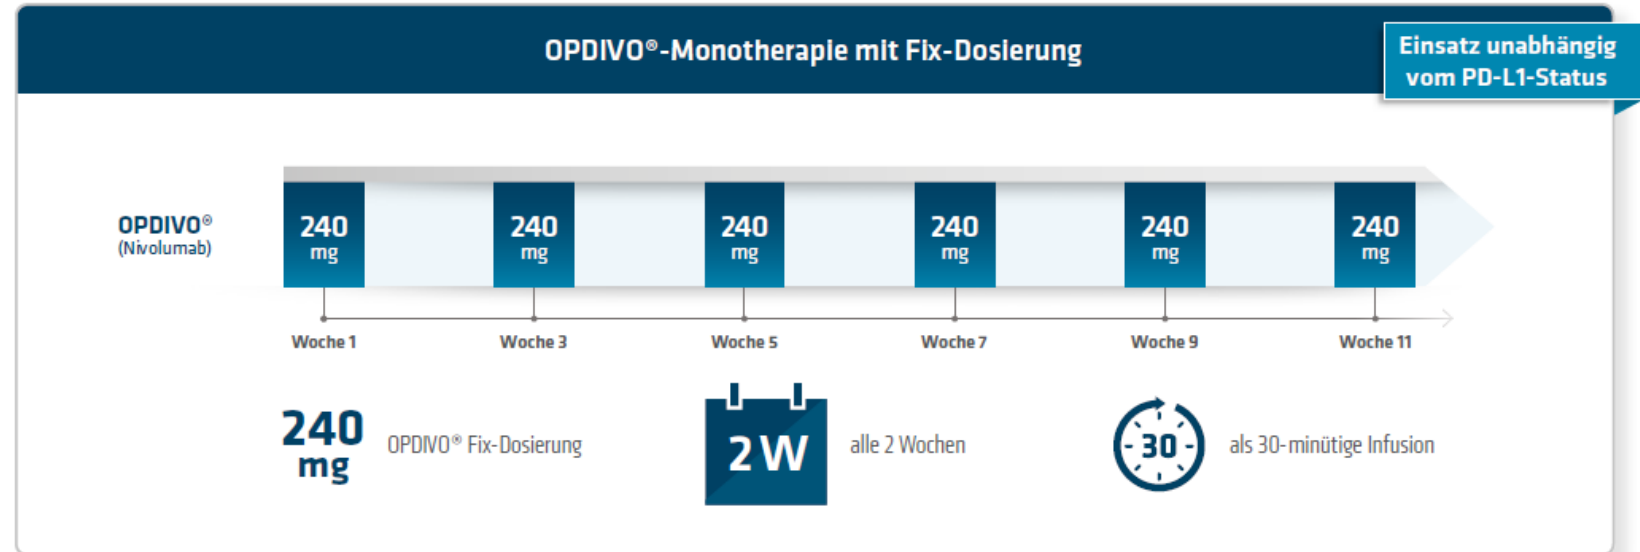 OPDIVO®-Monotherapie mit Fix-Dosierung
Einsatz unabhängig
vom PD-L1-Status
OPDIVO®
(Nivolumab)
240
mg
240
mg
240
mg
240
mg
240
mg
240
mg
Woche 1
Woche 3
Woche 5
Woche 7
Woche 9
Woche 11
240
mg
OPDIVO® Fix-Dosierung
2 W
alle 2 Wochen
30
als 30-minütige Infusion